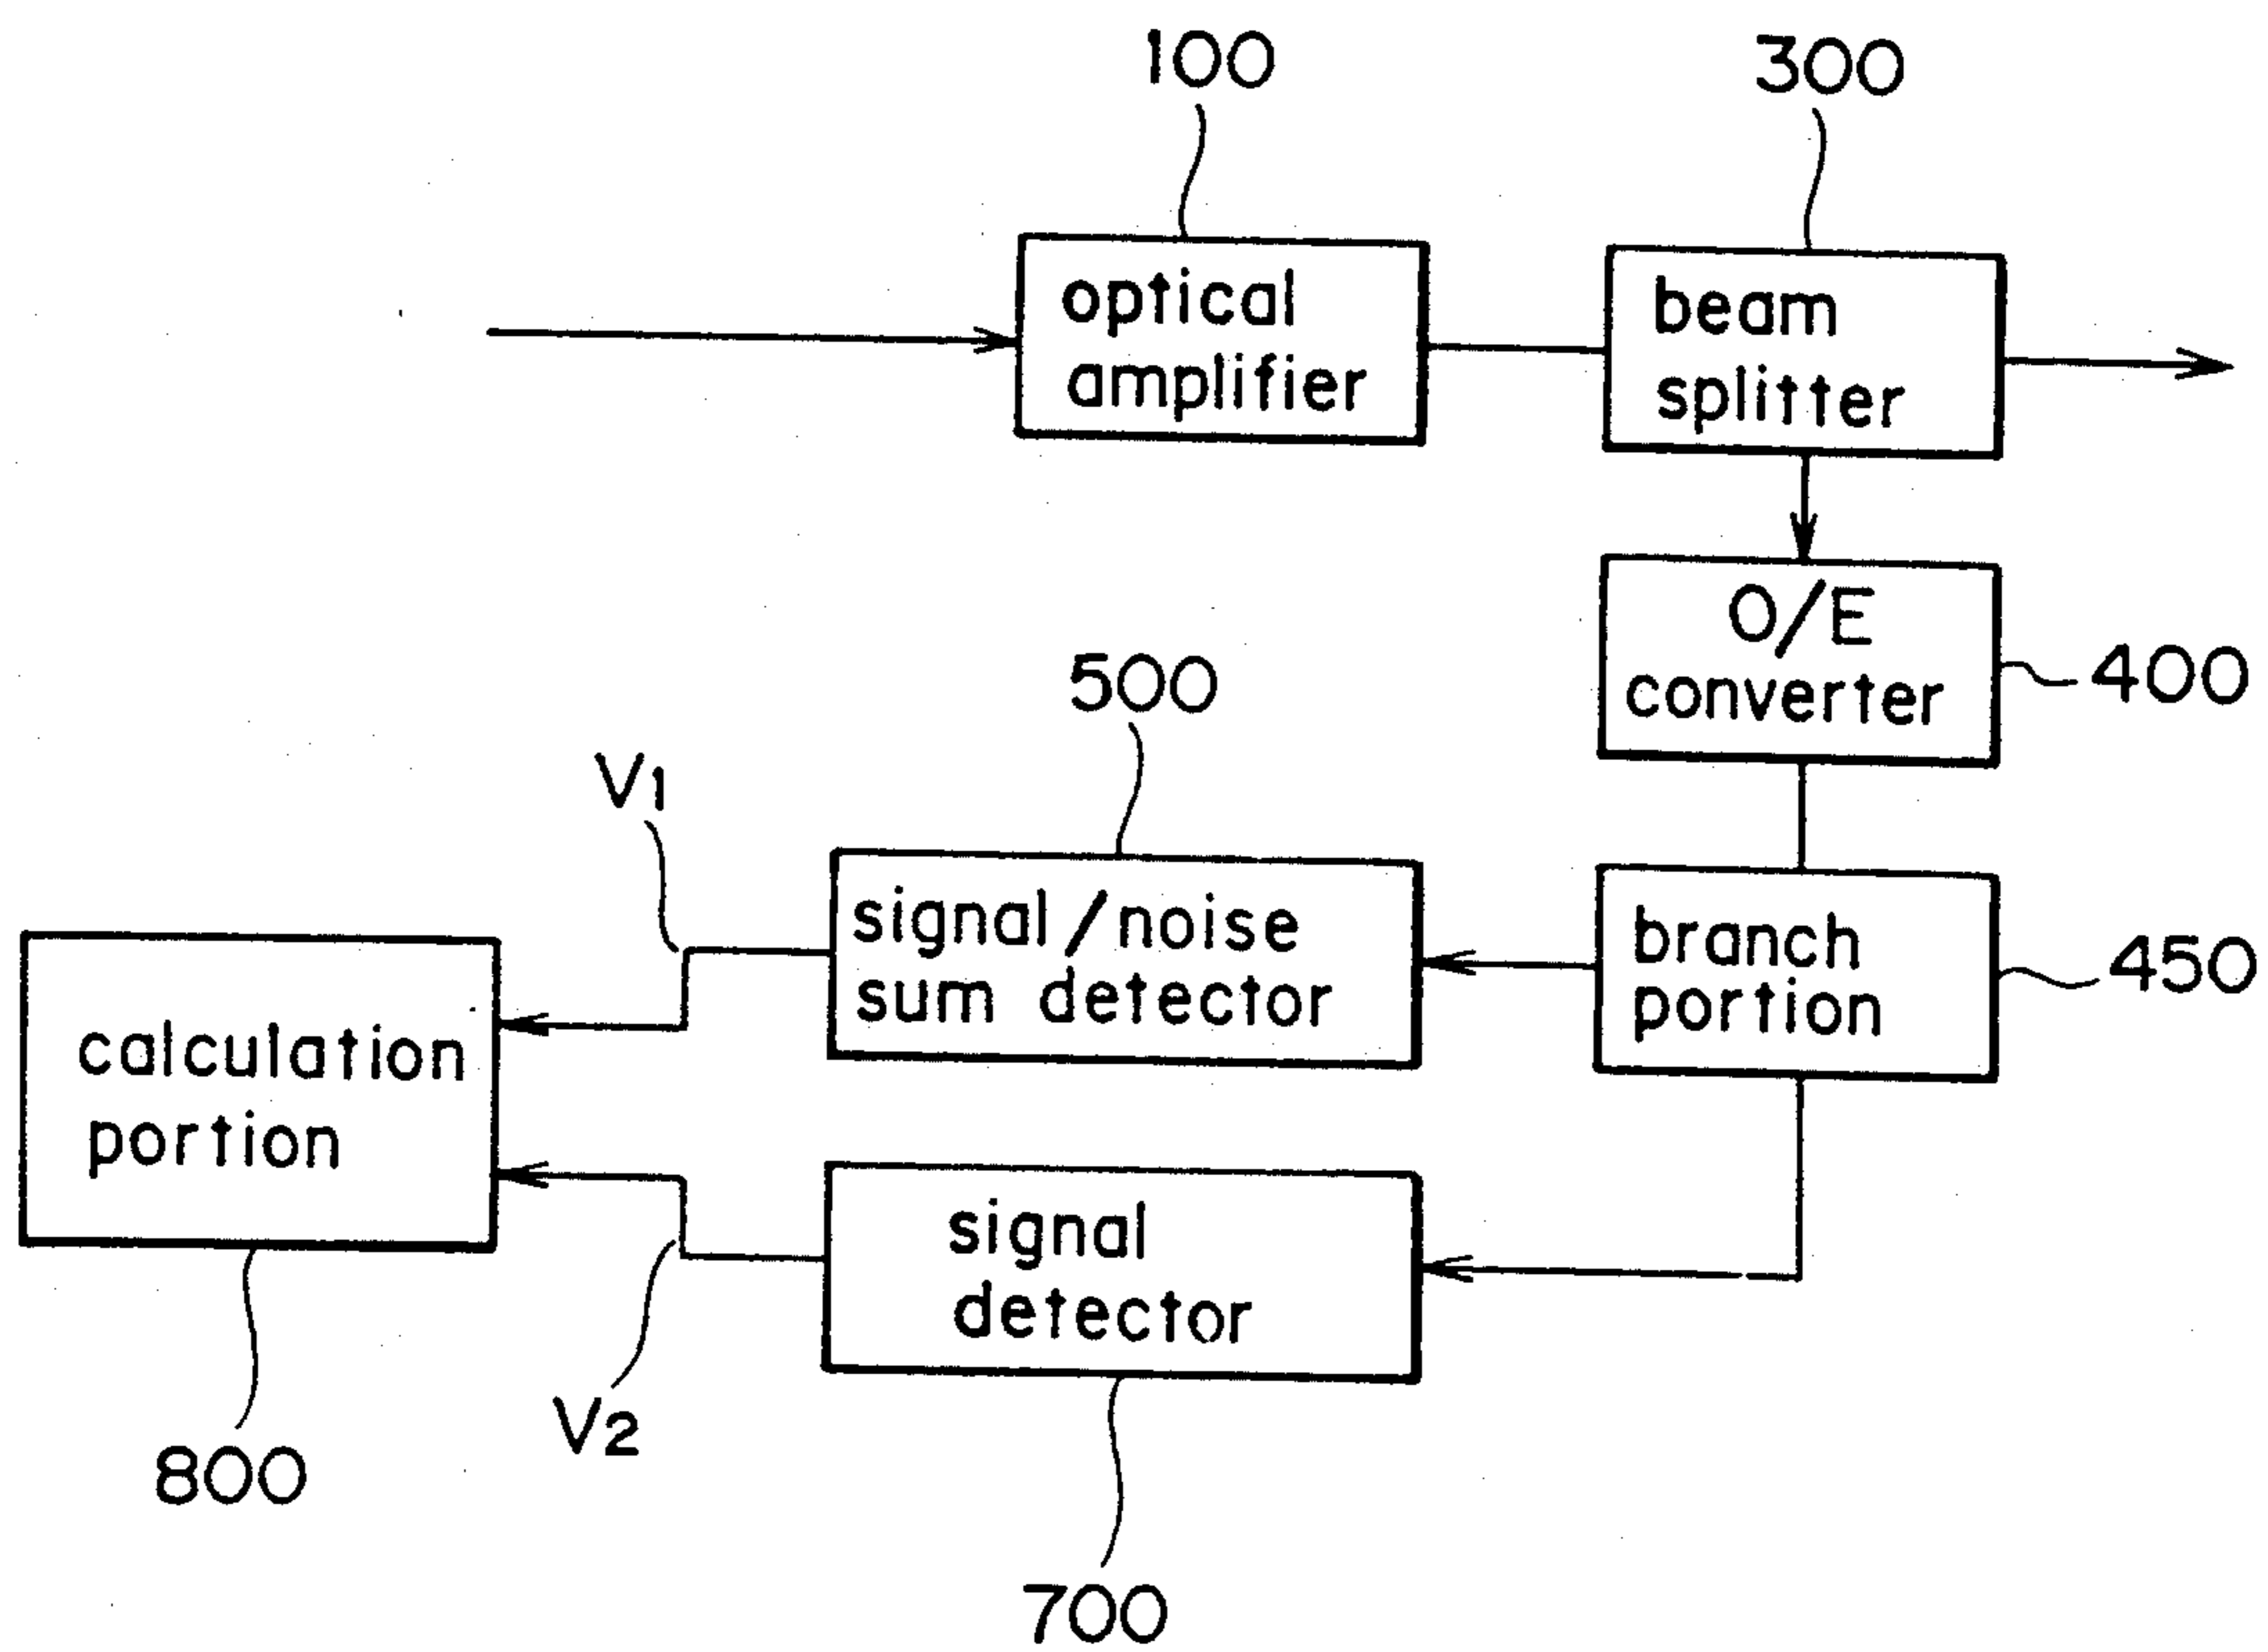 100
300
optical
amplifier
beam
splitter
O/E
converter
400
500
V1
signal/noise
sum detector
branch
portion
450
calculation
portion
signal
detector
V2
800
700